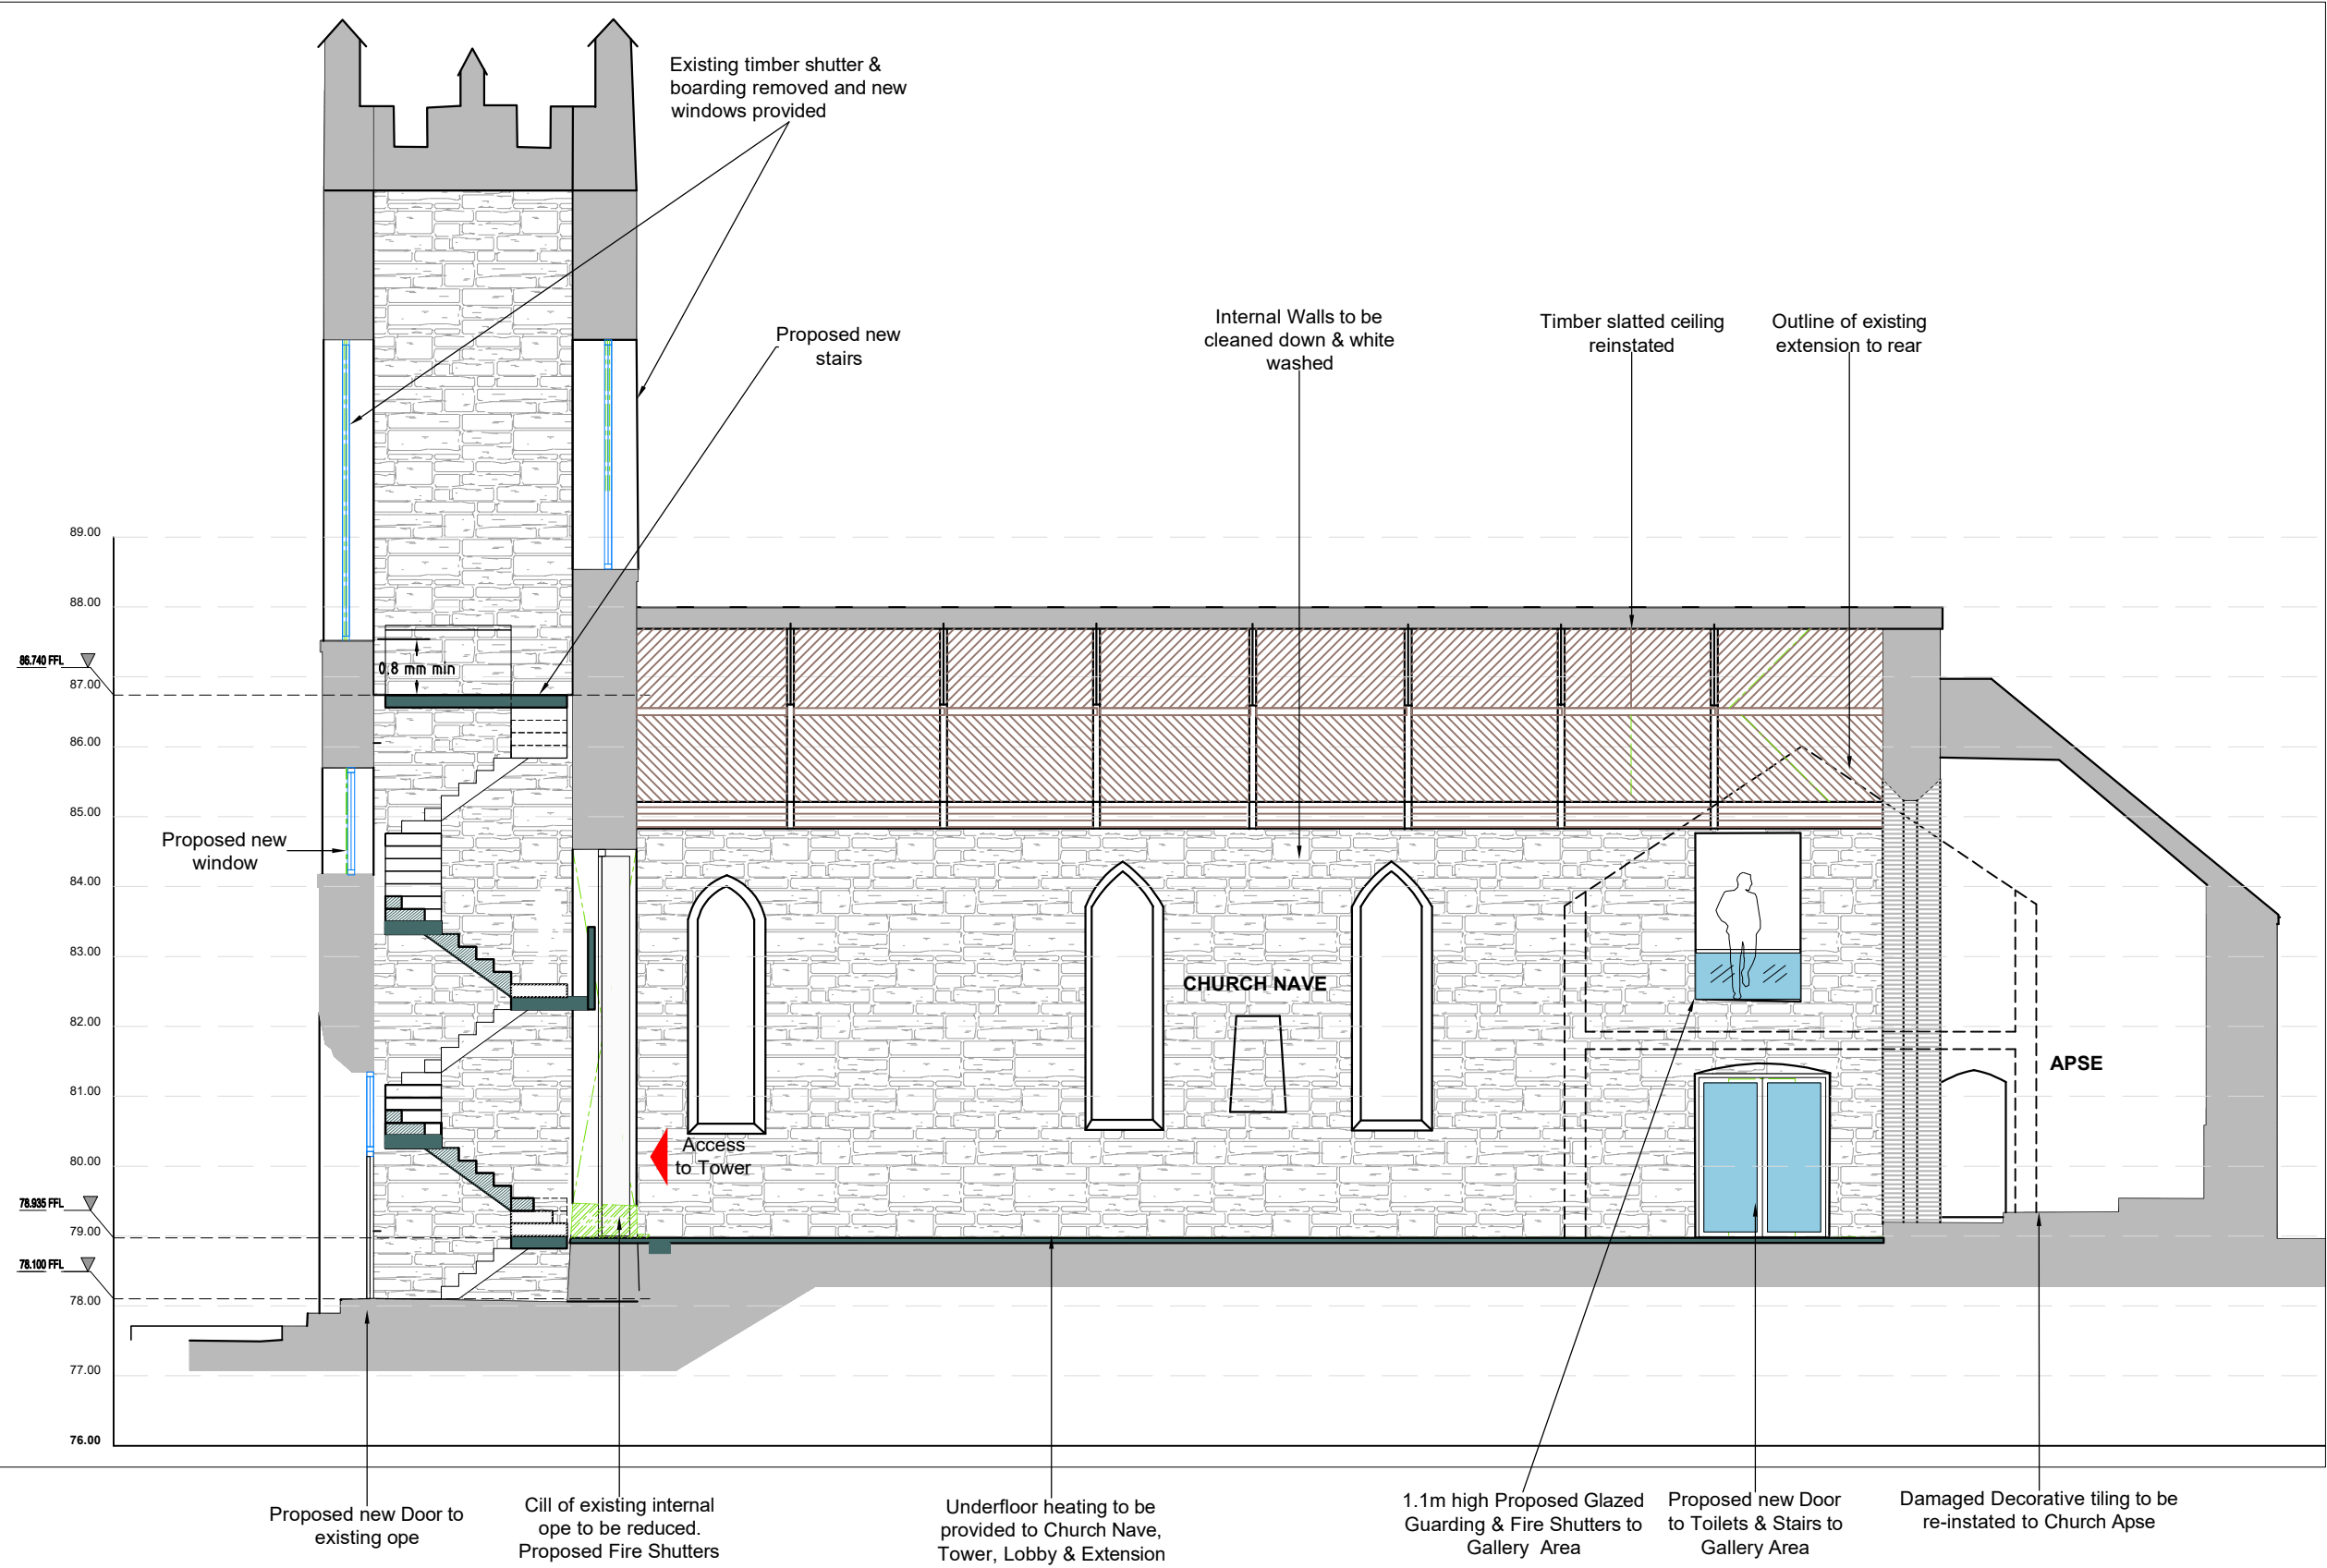 Existing timber shutter &
boarding removed and new
windows provided
Proposed new
stairs
Internal Walls to be
cleaned down & white
washed
Timber slatted ceiling
reinstated
Outline of existing
extension to rear
89.00
88.00
86.740 FFL
87.00
0.8 mm min
86.00
85.00
Proposed new
window
84.00
83.00
CHURCH NAVE
82.00
APSE
81.00
Access
to Tower
80.00
78.935 FFL
79.00
78.100 FFL
78.00
77.00
76.00
Proposed new Door to
existing ope
Cill of existing internal
ope to be reduced.
Proposed Fire Shutters
Underfloor heating to be
provided to Church Nave,
Tower, Lobby & Extension
1.1m high Proposed Glazed
Guarding & Fire Shutters to
Gallery Area
Proposed new Door
to Toilets & Stairs to
Gallery Area
Damaged Decorative tiling to be
re-instated to Church Apse